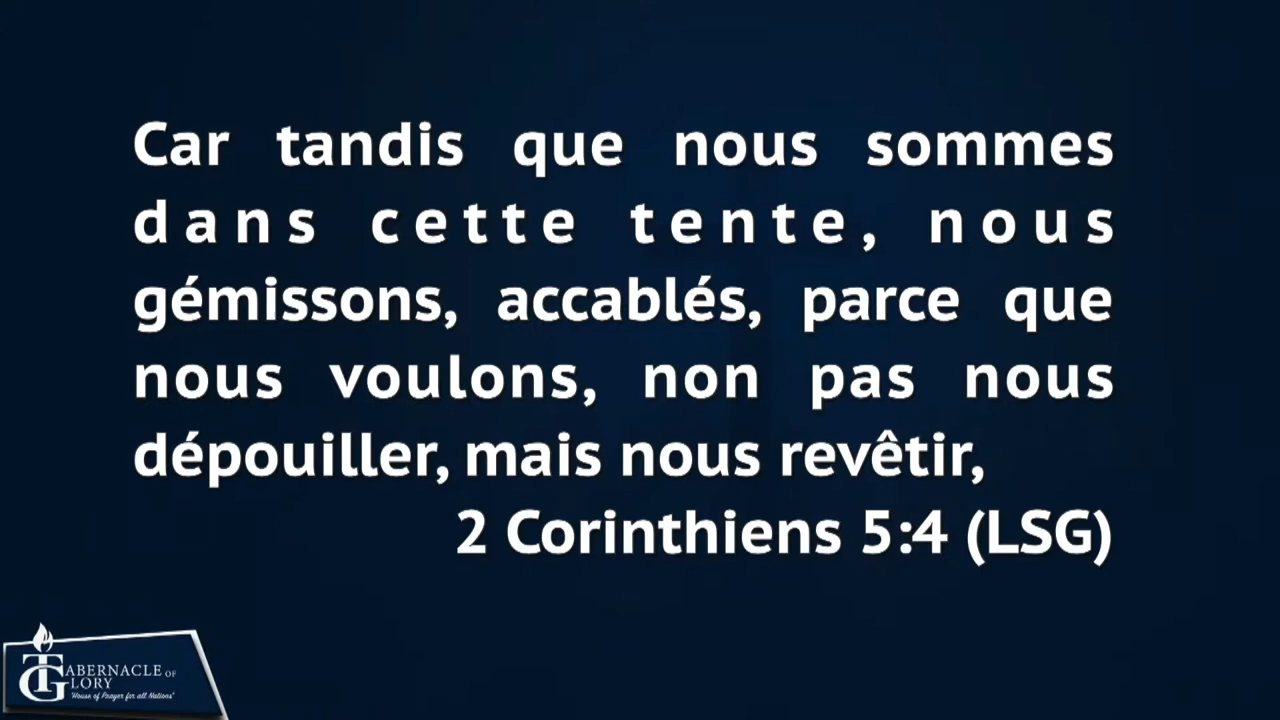 Car tandis que nous sommes
dans cette tente, nous
gémissons, accablés, parce que
nous voulons, non pas nous
dépouiller, mais nous revêtir,
2 Corinthiens 5:4 (LSG)
TABERNACLE OF
GLORY
"House of Prayer for all Nations"